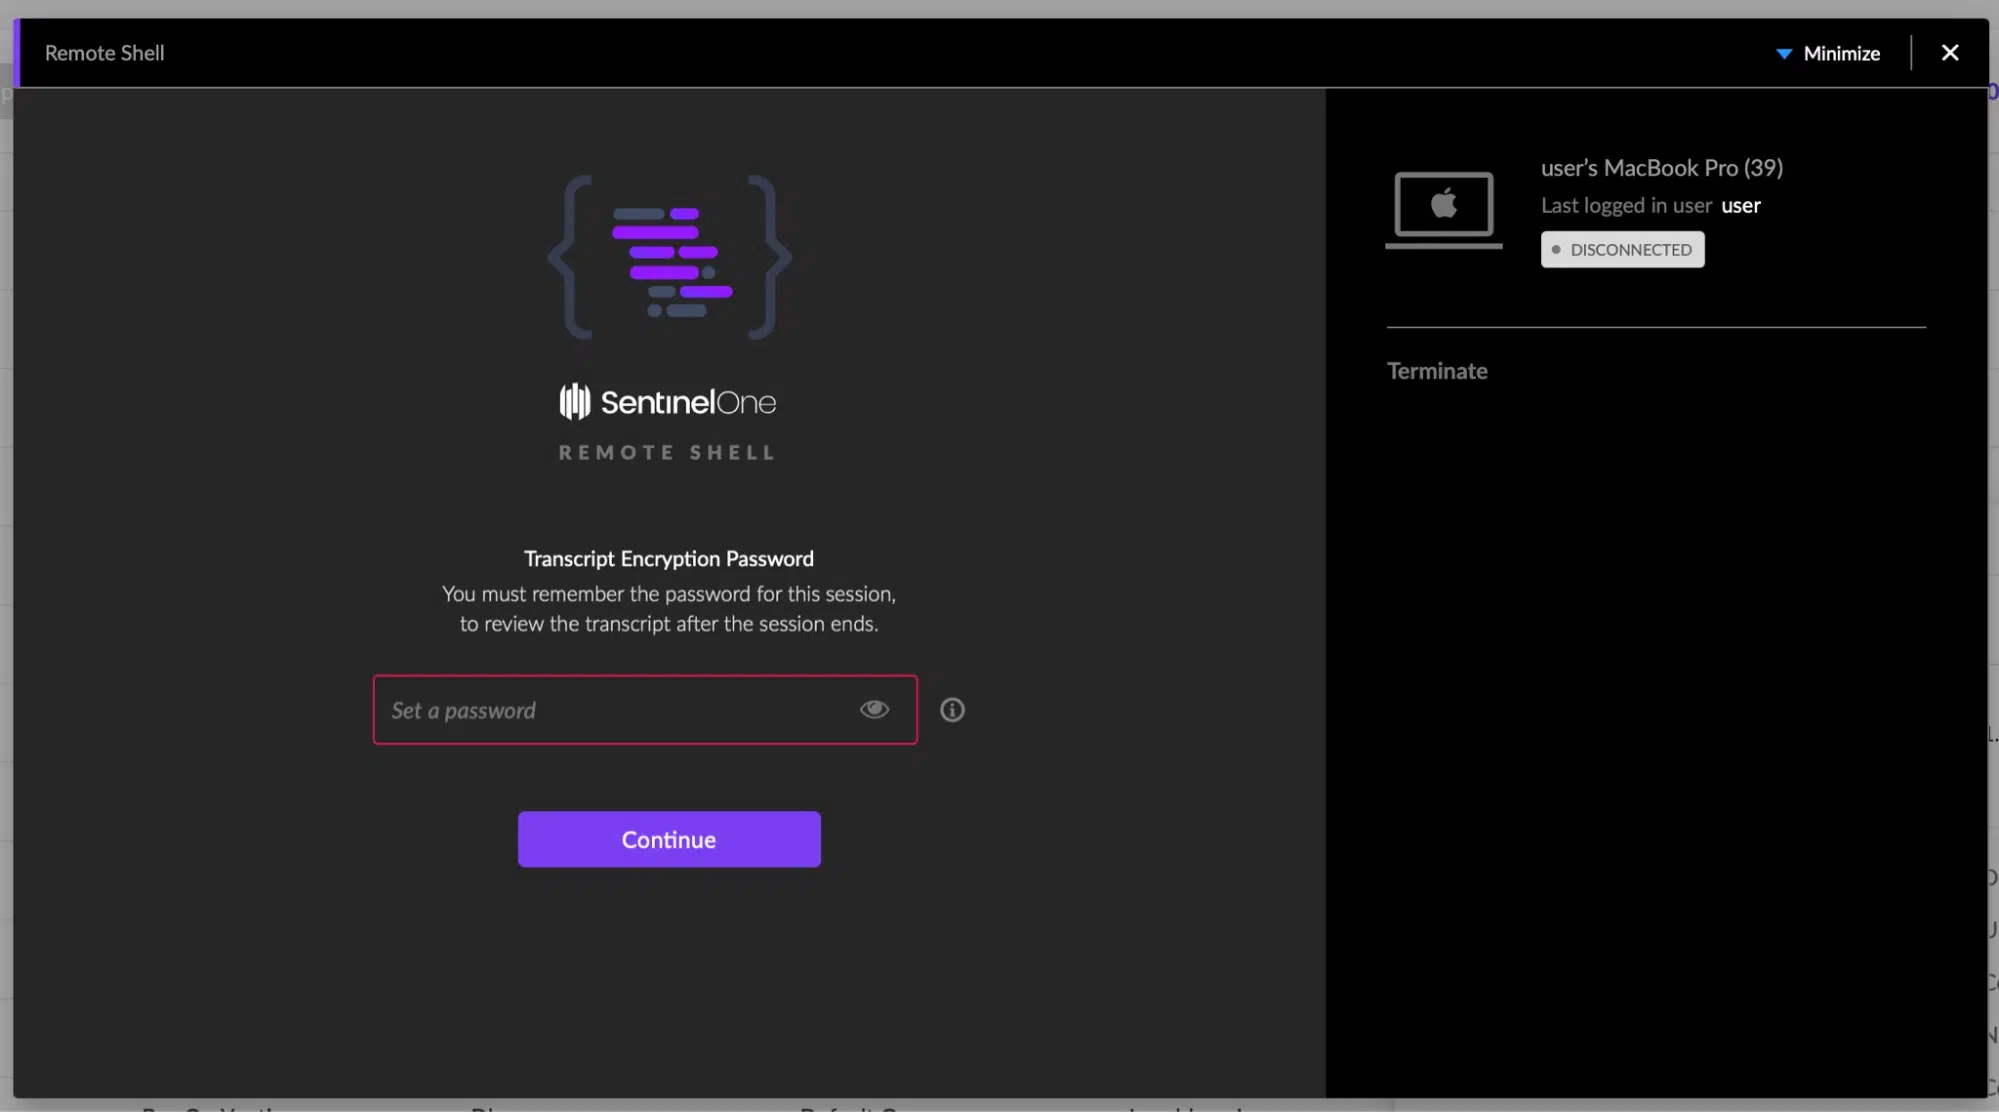 Remote Shell
Minimize
user's MacBook Pro (39)
Last logged in user user
DISCONNECTED
Terminate
SentinelOne
REMOTE SHELL
Transcript Encryption Password
You must remember the password for this session,
to review the transcript after the session ends.
Set a password
Continue